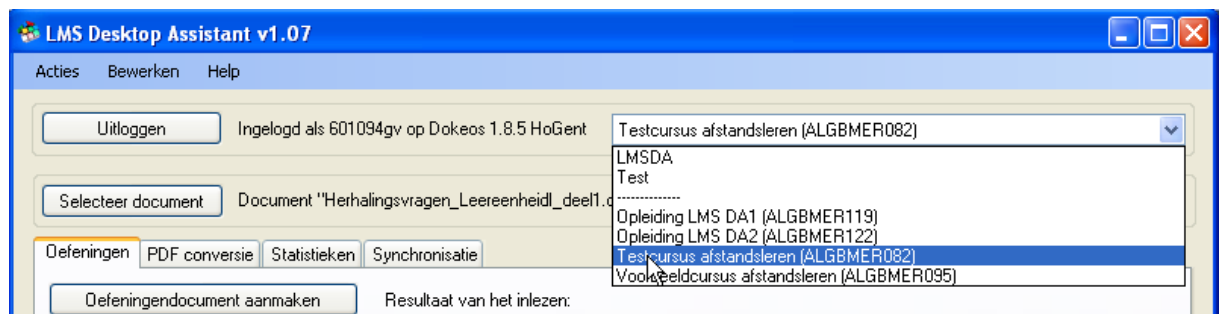 LMS Desktop Assistant v1.07
Acties Bewerken Help
Uitloggen Ingelogd als 601094gv op Dokeos 1.8.5 HoGent Testcursus afstandsleren (ALGBMER082)
LMSDA
Test
--------------
Selecteer document Document "Herhalingsvragen_LeereenheidI_deel1.
Opleiding LMS DA1 (ALGBMER119)
Opleiding LMS DA2 (ALGBMER122)
Testcursus afstandsleren (ALGBMER082)
Voorbeeldcursus afstandsleren (ALGBMER095)
Oefeningen PDF conversie Statistieken Synchronisatie
Oefeningendocument aanmaken Resultaat van het inlezen: